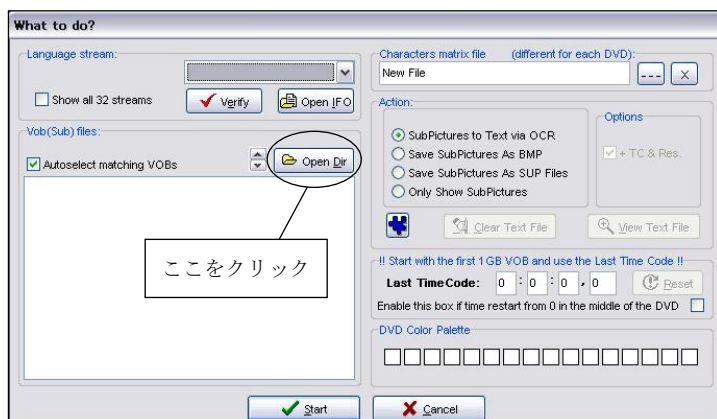 What to do?
Language stream:
Show all 32 streams
Verify
Open IFO
Vob(Sub) files:
Autoselect matching VOBs
Open Dir
ここをクリック
Characters matrix file (different for each DVD):
New File
---
X
Action:
SubPictures to Text via OCR
Save SubPictures As BMP
Save SubPictures As SUP Files
Only Show SubPictures
Options
+ TC & Res.
Clear Text File
View Text File
!! Start with the first 1 GB VOB and use the Last Time Code !!
Last TimeCode: 0 : 0 : 0 , 0
Reset
Enable this box if time restart from 0 in the middle of the DVD
DVD Color Palette
Start
Cancel